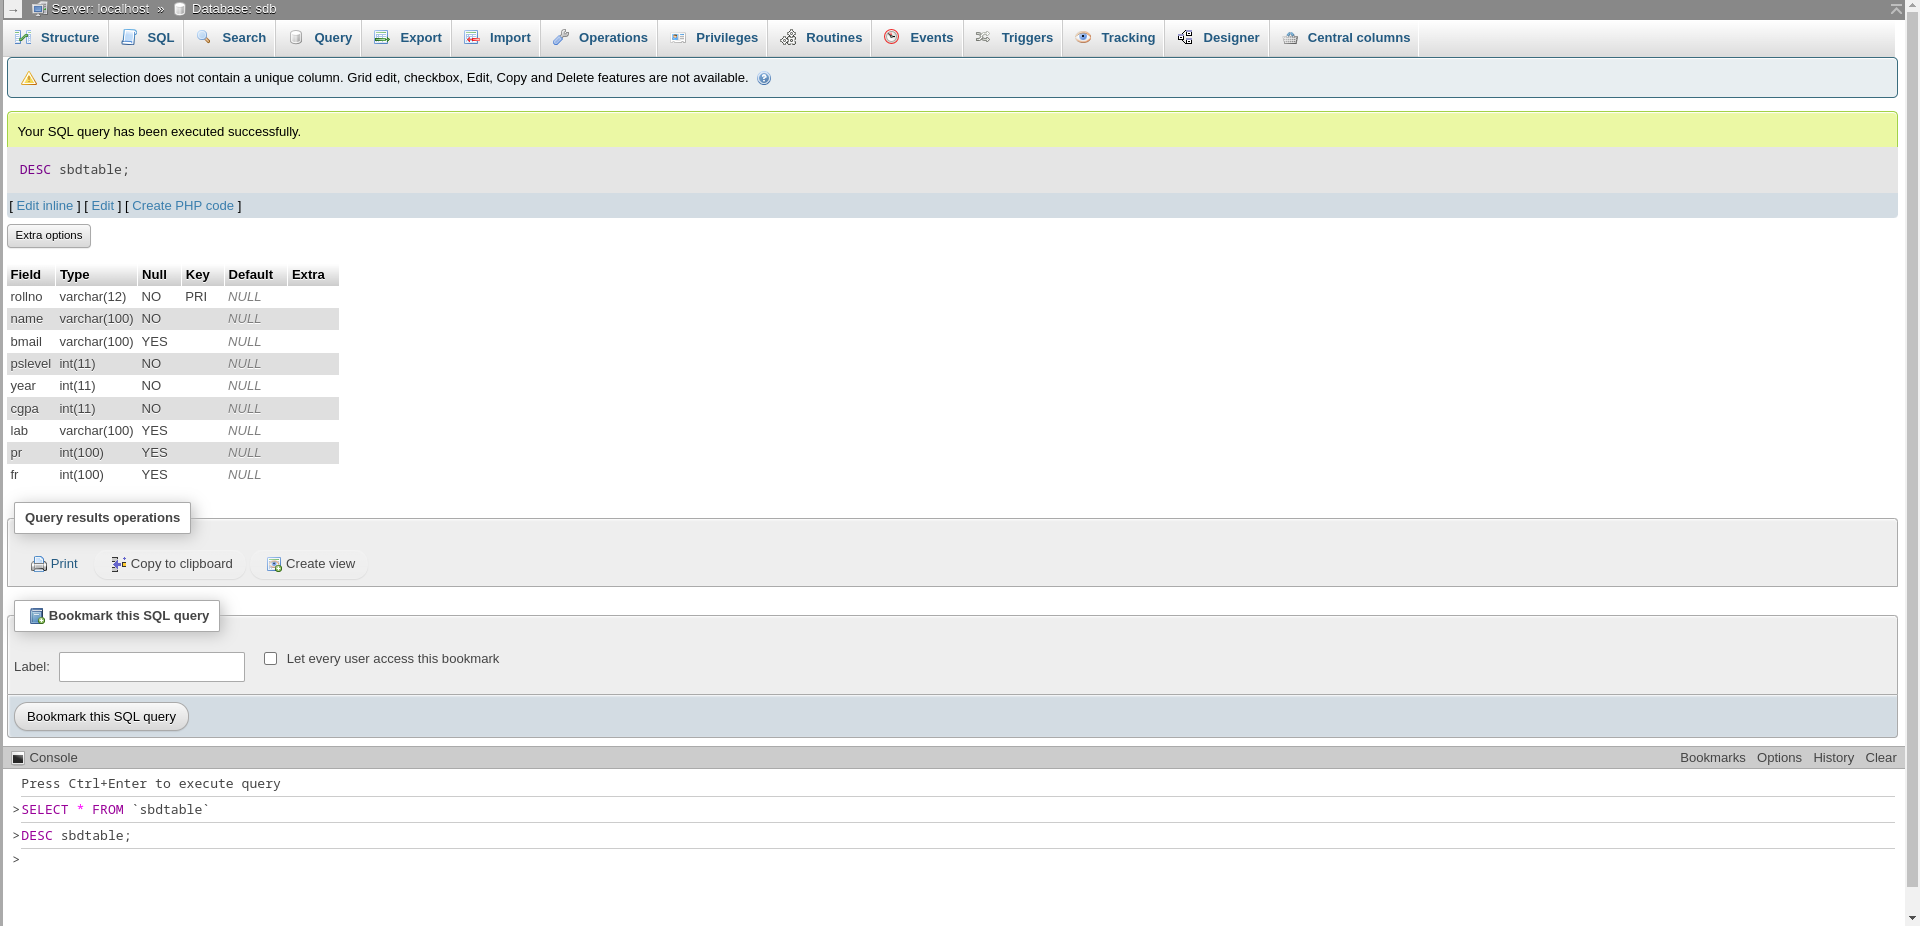 → Server: localhost » Database: sdb
Structure SQL Search Query Export Import Operations Privileges Routines Events Triggers Tracking Designer Central columns
Current selection does not contain a unique column. Grid edit, checkbox, Edit, Copy and Delete features are not available.
Your SQL query has been executed successfully.
DESC sbdtable;
[ Edit inline ] [ Edit ] [ Create PHP code ]
Extra options
Field Type Null Key Default Extra
rollno varchar(12) NO PRI NULL
name varchar(100) NO NULL
bmail varchar(100) YES NULL
pslevel int(11) NO NULL
year int(11) NO NULL
cgpa int(11) NO NULL
lab varchar(100) YES NULL
pr int(100) YES NULL
fr int(100) YES NULL
Query results operations
Print Copy to clipboard Create view
Bookmark this SQL query
Label: Let every user access this bookmark
Bookmark this SQL query
Console Bookmarks Options History Clear
Press Ctrl+Enter to execute query
>SELECT * FROM `sbdtable`
>DESC sbdtable;
>